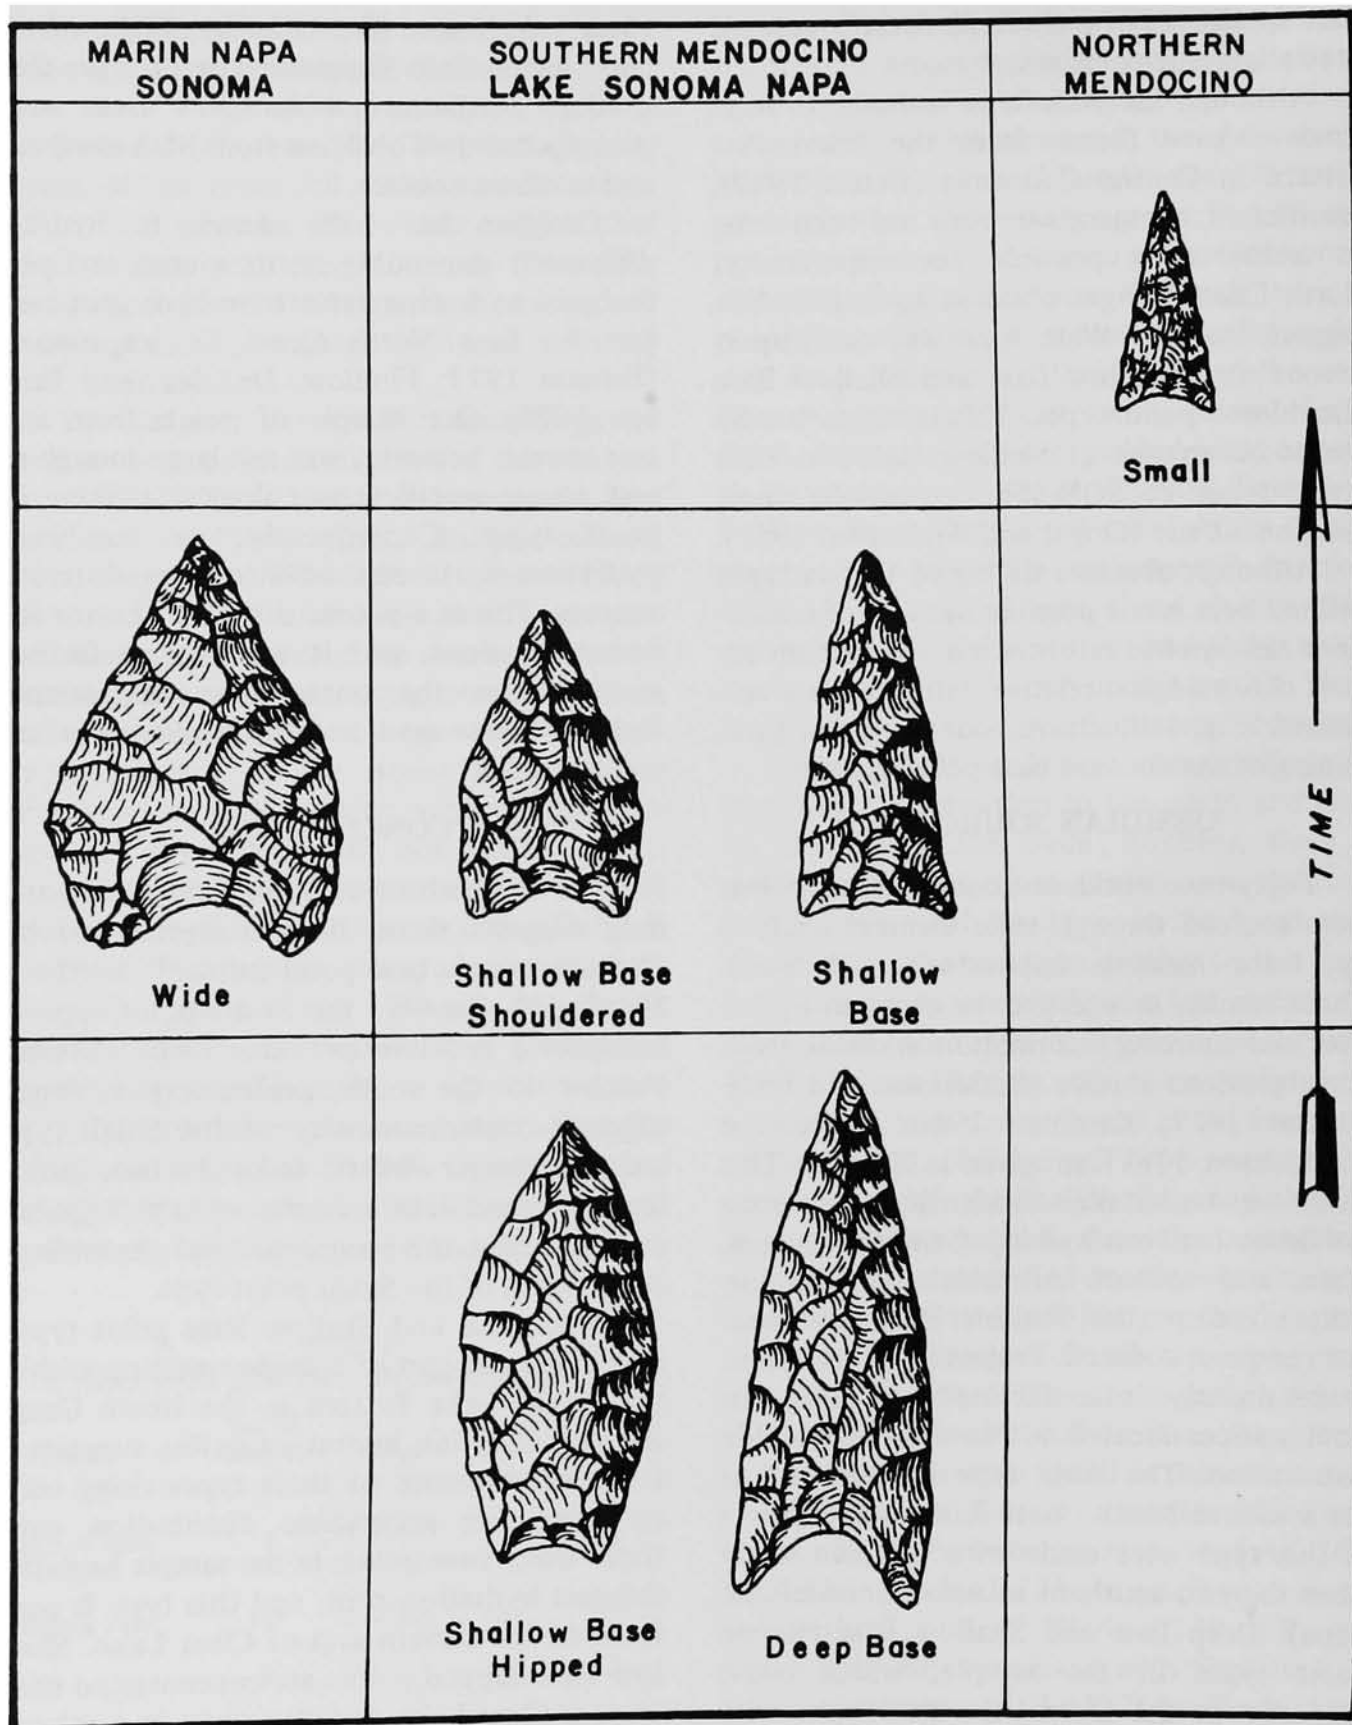 MARIN NAPA
SONOMA
SOUTHERN MENDOCINO
LAKE SONOMA NAPA
NORTHERN
MENDOCINO
Small
Wide
Shallow Base
Shouldered
Shallow
Base
TIME
Shallow Base
Hipped
Deep Base